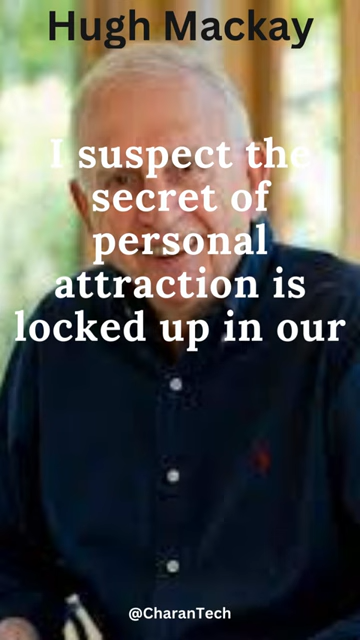 Hugh Mackay
I suspect the
secret of
personal
attraction is
locked up in our
@CharanTech